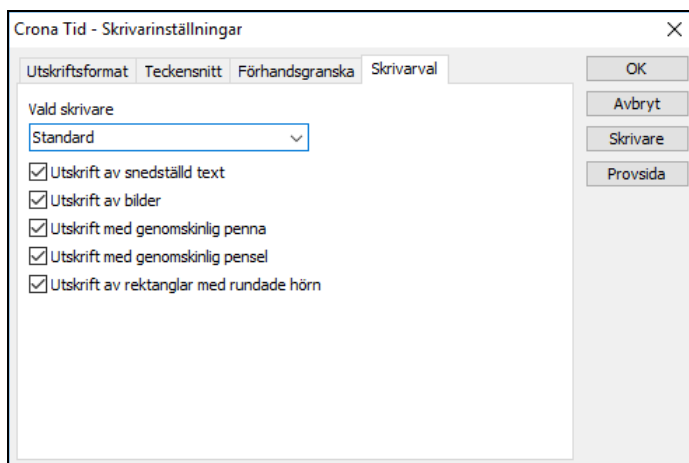 Crona Tid - Skrivarinställningar
Utskriftsformat Teckensnitt Förhandsgranska Skrivarval
Vald skrivare
Standard
Utskrift av snedställd text
Utskrift av bilder
Utskrift med genomskinlig penna
Utskrift med genomskinlig pensel
Utskrift av rektanglar med rundade hörn
OK
Avbryt
Skrivare
Provsida